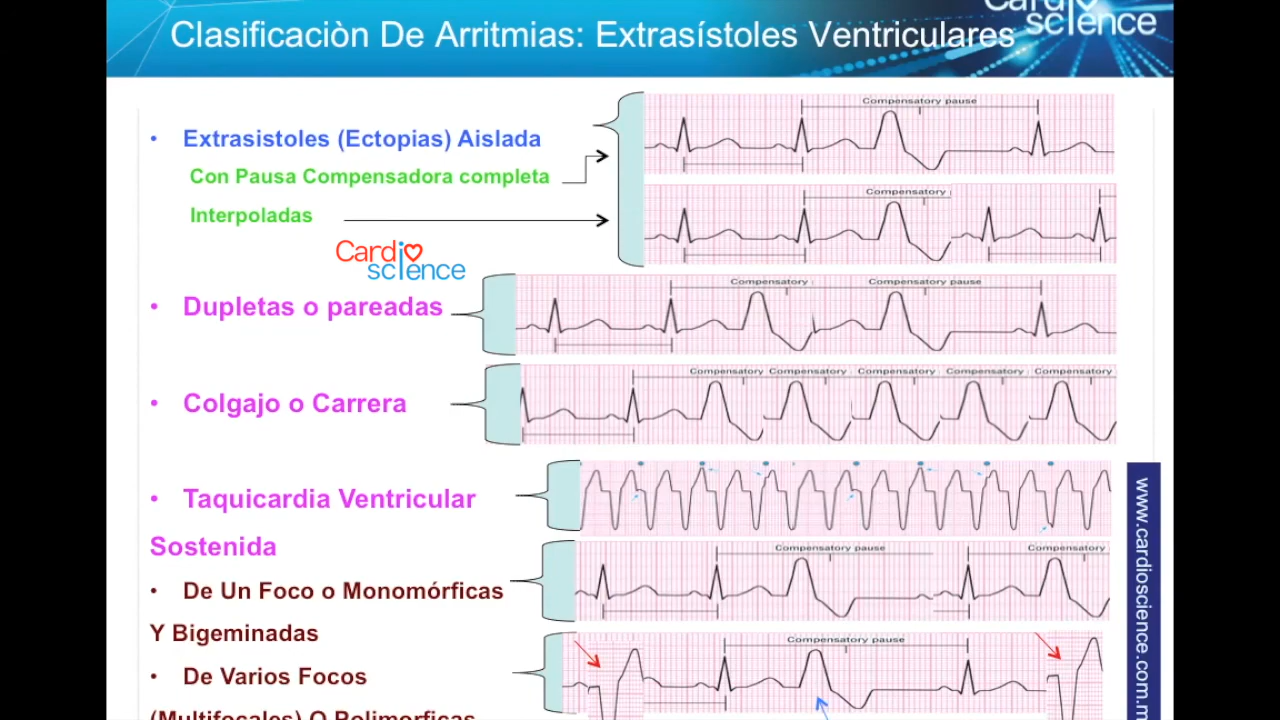 Clasificaciòn De Arritmias: Extrasístoles Ventriculares
Cardio
science
• Extrasistoles (Ectopias) Aislada
Con Pausa Compensadora completa
Interpoladas
Compensatory pause
Compensatory
Cardio
science
• Dupletas o pareadas
Compensatory
Compensatory pause
• Colgajo o Carrera
Compensatory Compensatory Compensatory Compensatory Compensatory
• Taquicardia Ventricular
Sostenida
• De Un Foco o Monomórficas
Y Bigeminadas
Compensatory pause
Compensatory
• De Varios Focos
(Multifocales) O Polimorficas
Compensatory pause
www.cardioscience.com.m